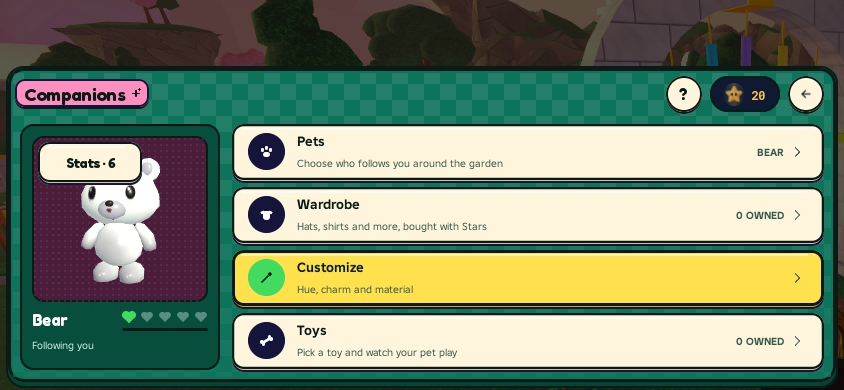 Companions
?
20
Stats · 6
Bear
Following you
Pets
Choose who follows you around the garden
BEAR
Wardrobe
Hats, shirts and more, bought with Stars
0 OWNED
Customize
Hue, charm and material
Toys
Pick a toy and watch your pet play
0 OWNED